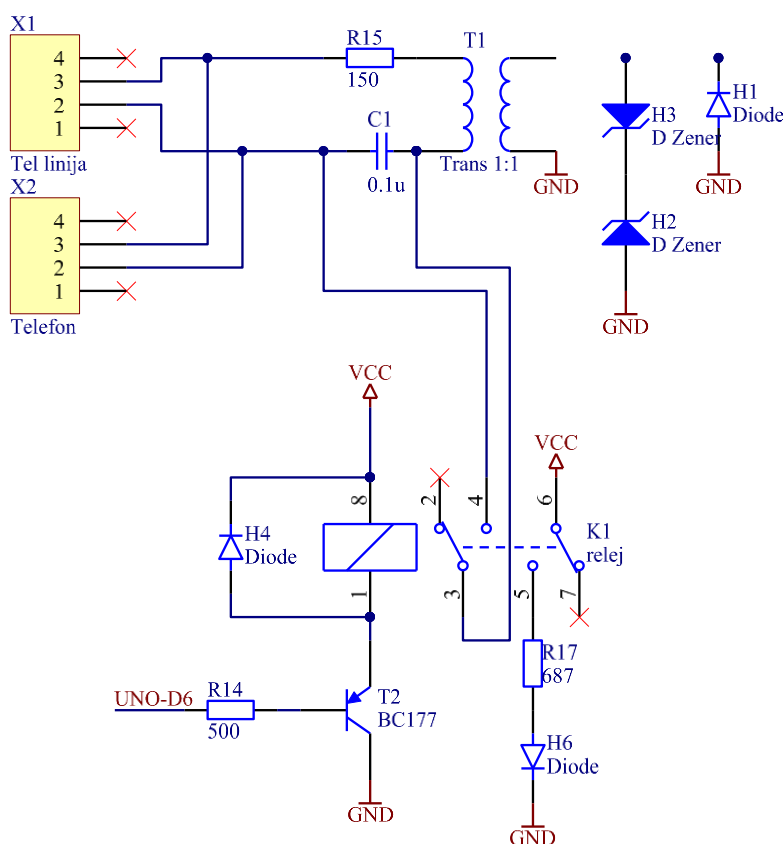 X1
4
3
2
1
Tel linija
X2
4
3
2
1
Telefon
R15
150
C1
0.1u
T1
Trans 1:1
GND
H3
D Zener
H2
D Zener
GND
H1
Diode
GND
VCC
8
1
H4
Diode
UNO-D6
R14
500
T2
BC177
GND
VCC
2
4
6
3
5
7
K1
relej
R17
687
H6
Diode
GND